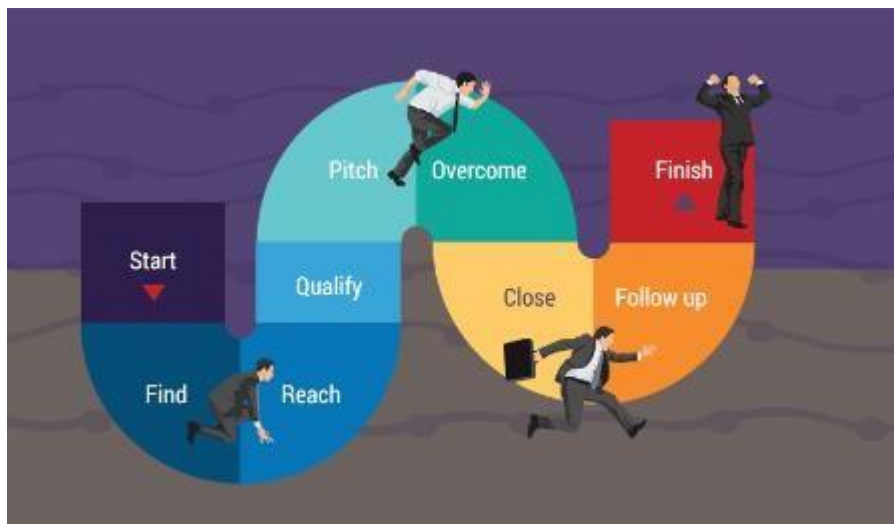 Start
Find
Reach
Qualify
Pitch
Overcome
Close
Follow up
Finish